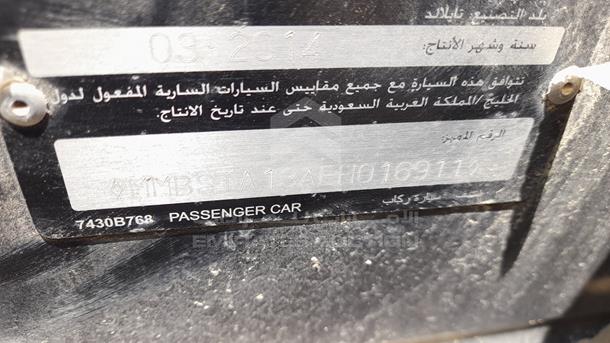 بلد التصنيع تايلاند
سنة وشهر الأنتاج: 03 2014
تتوافق هذه السيارة مع جميع مقاييس السيارات السارية المفعول لدول
الخليج/المملكة العربية السعودية حتى عند تاريخ الانتاج.
الرقم المميز:
سيارة ركاب
7430B768 PASSENGER CAR